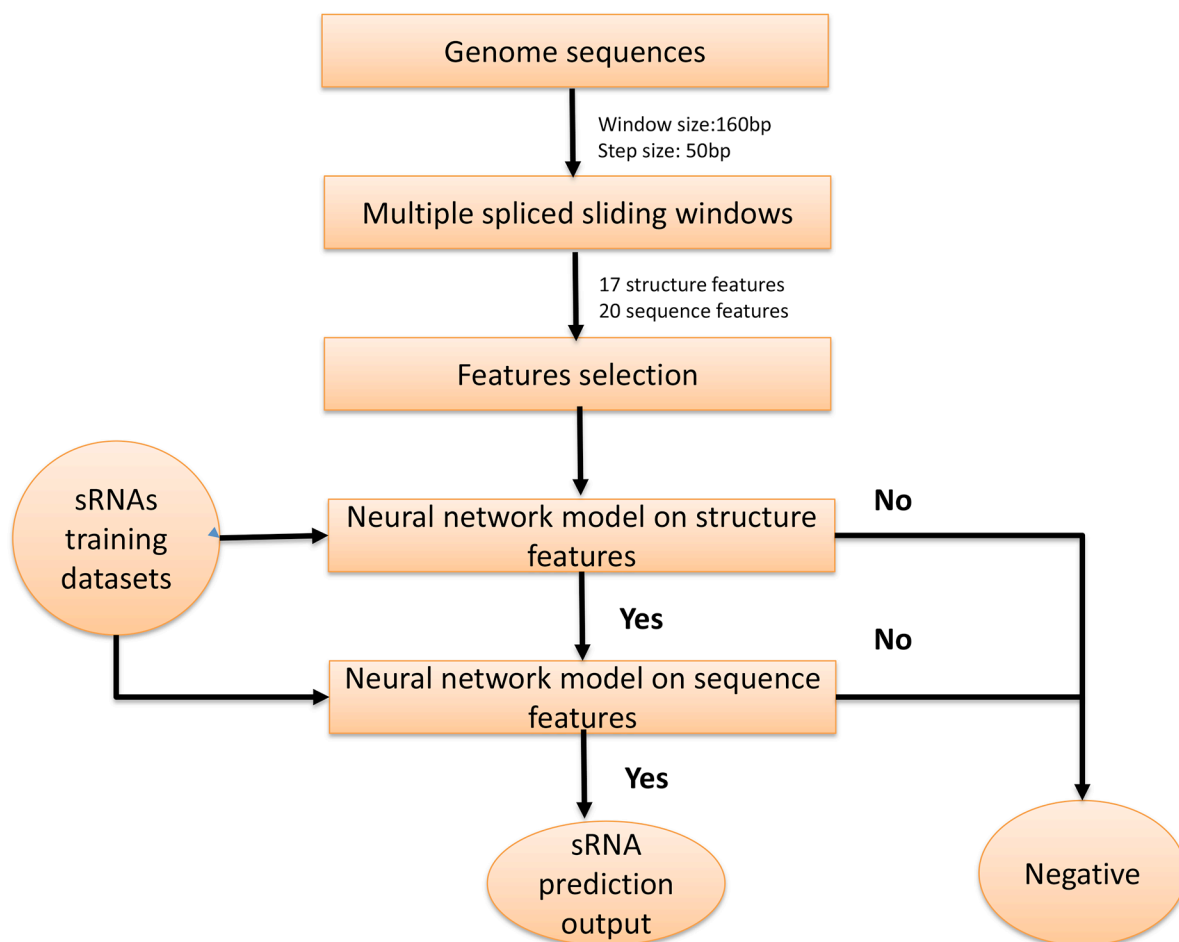 Genome sequences
Window size:160bp
Step size: 50bp
Multiple spliced sliding windows
17 structure features
20 sequence features
Features selection
sRNAs
training
datasets
Neural network model on structure
features
No
Yes
Neural network model on sequence
features
No
Yes
sRNA
prediction
output
Negative